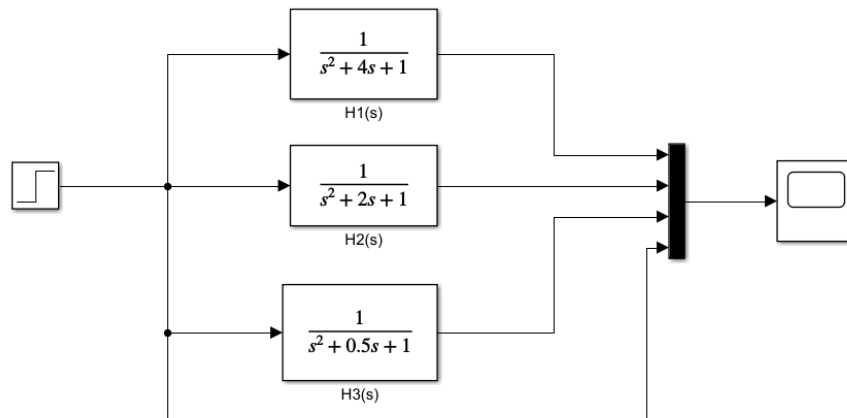 1
s² + 4s + 1
H1(s)
1
s² + 2s + 1
H2(s)
1
s² + 0.5s + 1
H3(s)